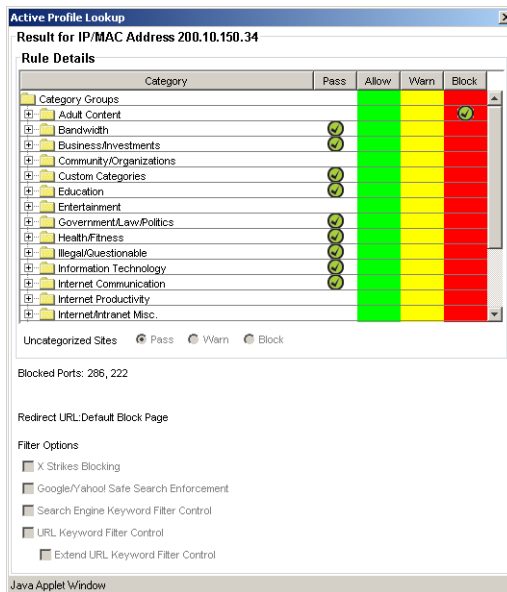 Active Profile Lookup
Result for IP/MAC Address 200.10.150.34
Rule Details
Category Pass Allow Warn Block
Category Groups
Adult Content
Bandwidth
Business/Investments
Community/Organizations
Custom Categories
Education
Entertainment
Government/Law/Politics
Health/Fitness
Illegal/Questionable
Information Technology
Internet Communication
Internet Productivity
Internet/Intranet Misc.
Uncategorized Sites Pass Warn Block
Blocked Ports: 286, 222
Redirect URL:Default Block Page
Filter Options
X Strikes Blocking
Google/Yahoo! Safe Search Enforcement
Search Engine Keyword Filter Control
URL Keyword Filter Control
Extend URL Keyword Filter Control
Java Applet Window